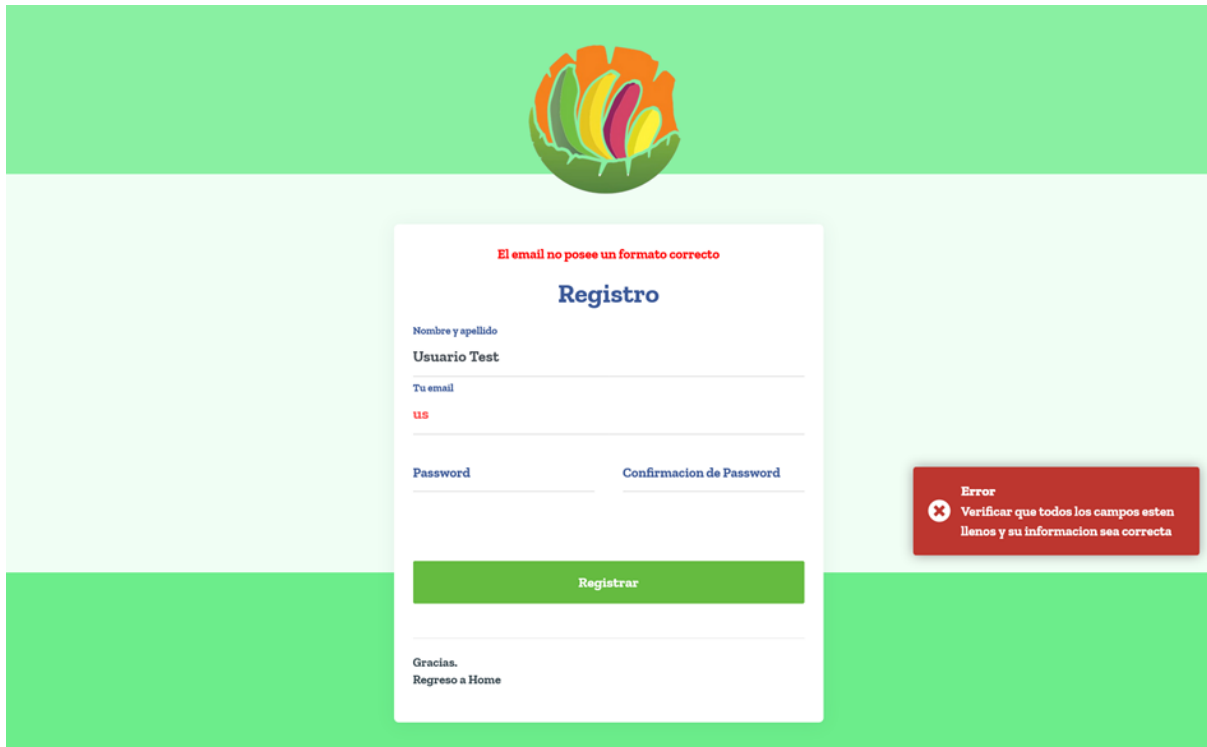 El email no posee un formato correcto
Registro
Nombre y apellido
Usuario Test
Tu email
us
Password
Confirmacion de Password
Error
Verificar que todos los campos esten
llenos y su informacion sea correcta
Registrar
Gracias.
Regreso a Home